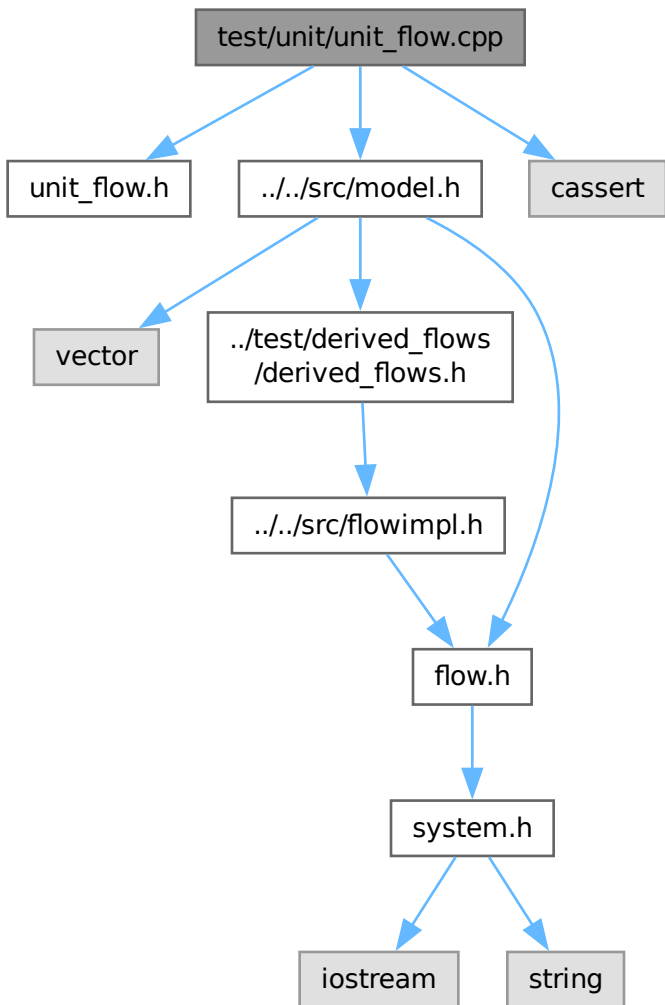 test/unit/unit_flow.cpp
unit_flow.h
../../src/model.h
cassert
vector
../test/derived_flows
/derived_flows.h
../../src/flowimpl.h
flow.h
system.h
iostream
string